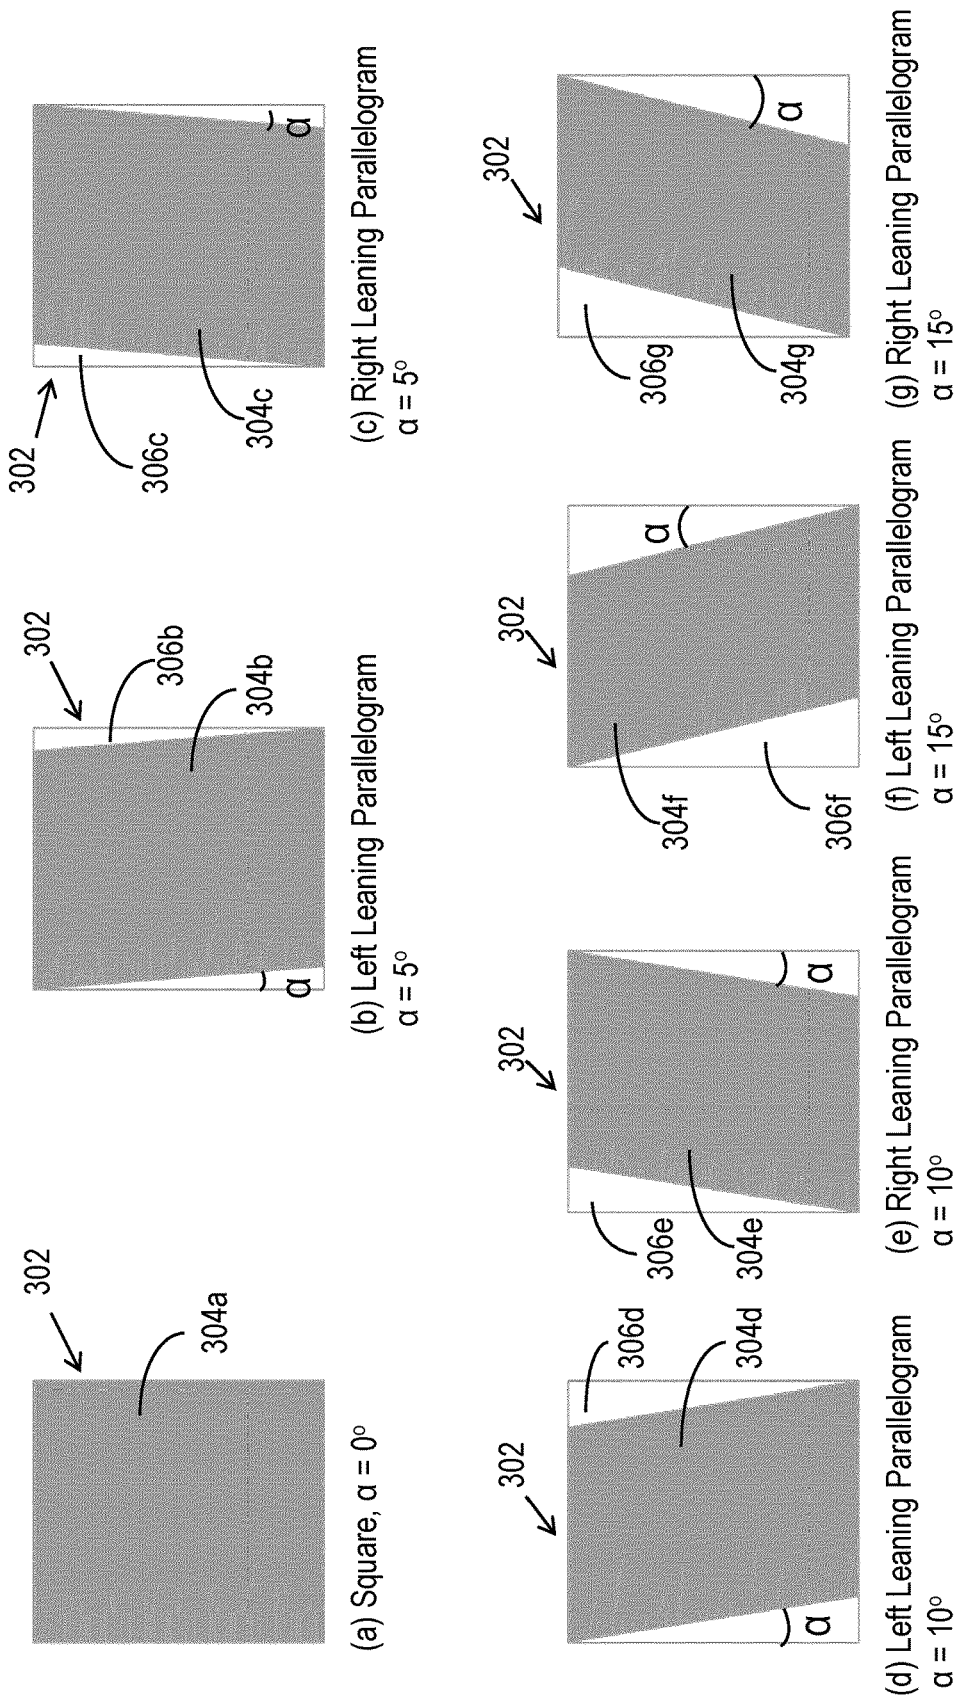 302
304a
(a) Square, α = 0°
302
306b
304b
α
(b) Left Leaning Parallelogram
α = 5°
302
306c
304c
α
(c) Right Leaning Parallelogram
α = 5°
302
306d
304d
α
(d) Left Leaning Parallelogram
α = 10°
302
306e
304e
α
(e) Right Leaning Parallelogram
α = 10°
302
304f
306f
α
(f) Left Leaning Parallelogram
α = 15°
302
306g
304g
α
(g) Right Leaning Parallelogram
α = 15°